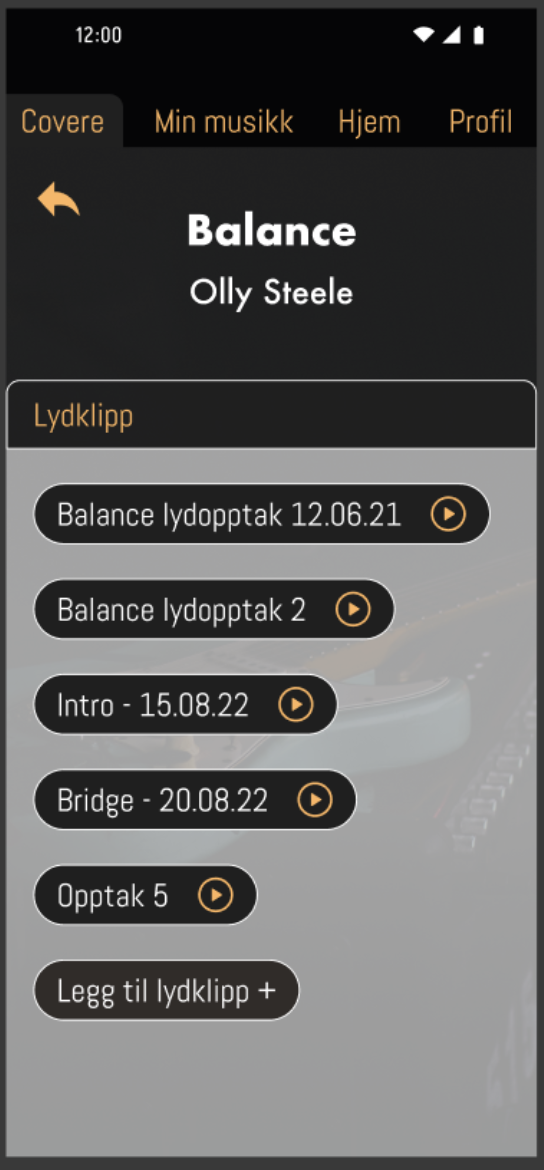 12:00
Covere Min musikk Hjem Profil
Balance
Olly Steele
Lydklipp
Balance lydopptak 12.06.21
Balance lydopptak 2
Intro - 15.08.22
Bridge - 20.08.22
Opptak 5
Legg til lydklipp +